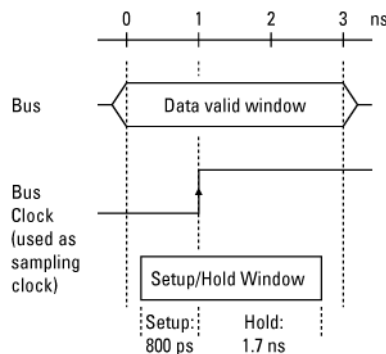 0 1 2 3 ns
Bus
Data valid window
Bus
Clock
(used as
sampling
clock)
Setup/Hold Window
Setup: Hold:
800 ps 1.7 ns